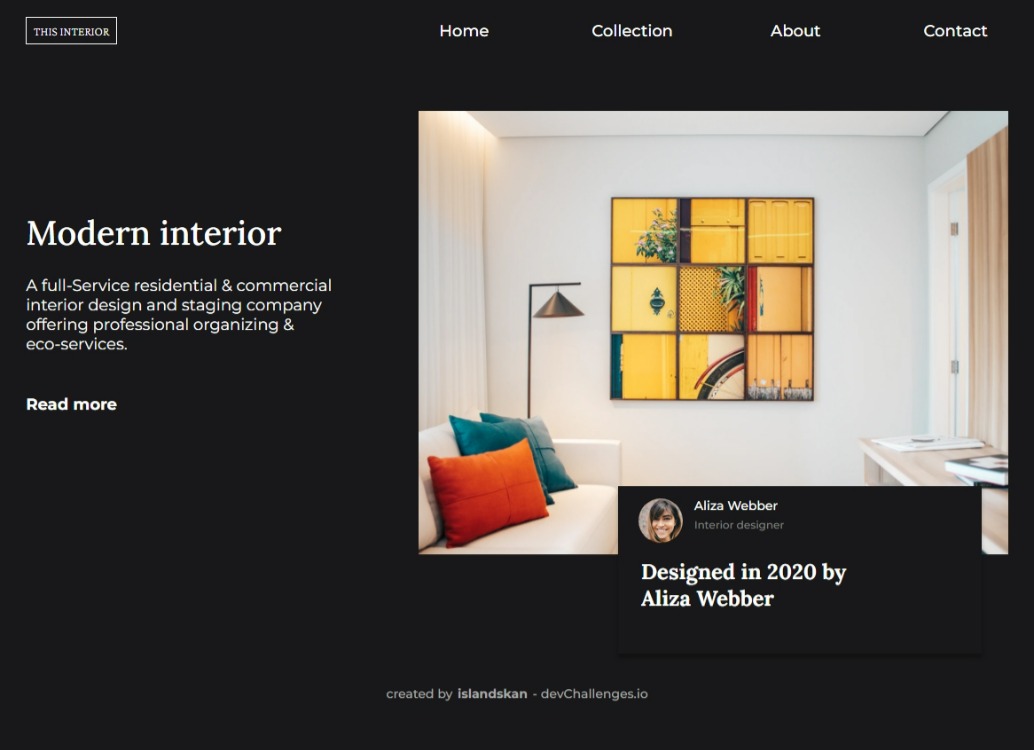 THIS INTERIOR
Home
Collection
About
Contact
Modern interior
A full-Service residential & commercial
interior design and staging company
offering professional organizing &
eco-services.
Read more
Aliza Webber
Interior designer
Designed in 2020 by
Aliza Webber
created by islandskan - devChallenges.io